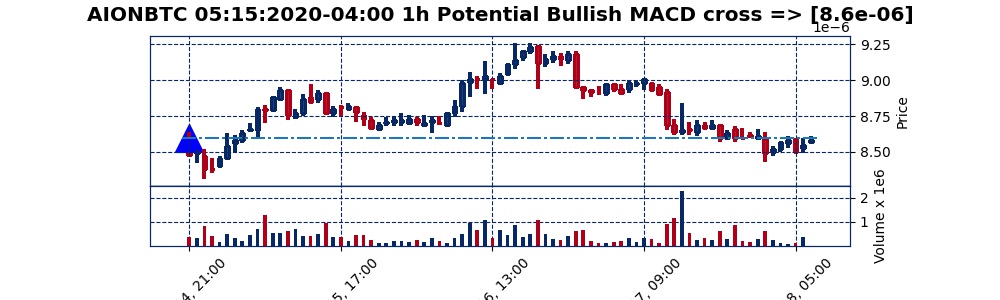 AIONBTC 05:15:2020-04:00 1h Potential Bullish MACD cross => [8.6e-06]
1e−6
9.25
9.00
8.75
8.50
Price
2
1
Volume x 1e6
4, 21:00
5, 17:00
6, 13:00
7, 09:00
8, 05:00